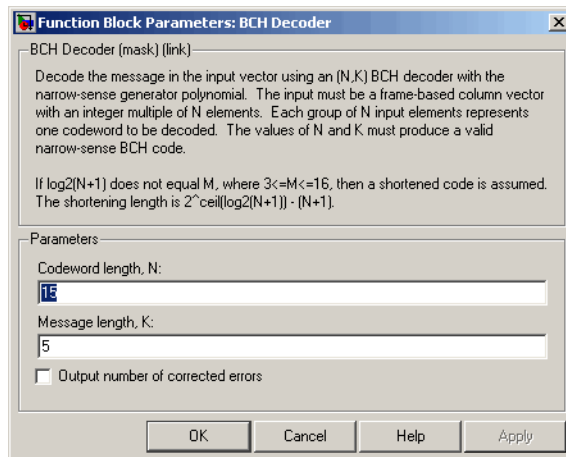 Function Block Parameters: BCH Decoder
BCH Decoder (mask) (link)
Decode the message in the input vector using an (N,K) BCH decoder with the
narrow-sense generator polynomial. The input must be a frame-based column vector
with an integer multiple of N elements. Each group of N input elements represents
one codeword to be decoded. The values of N and K must produce a valid
narrow-sense BCH code.
If log2(N+1) does not equal M, where 3<=M<=16, then a shortened code is assumed.
The shortening length is 2^ceil(log2(N+1)) - (N+1).
Parameters
Codeword length, N:
15
Message length, K:
5
Output number of corrected errors
OK Cancel Help Apply